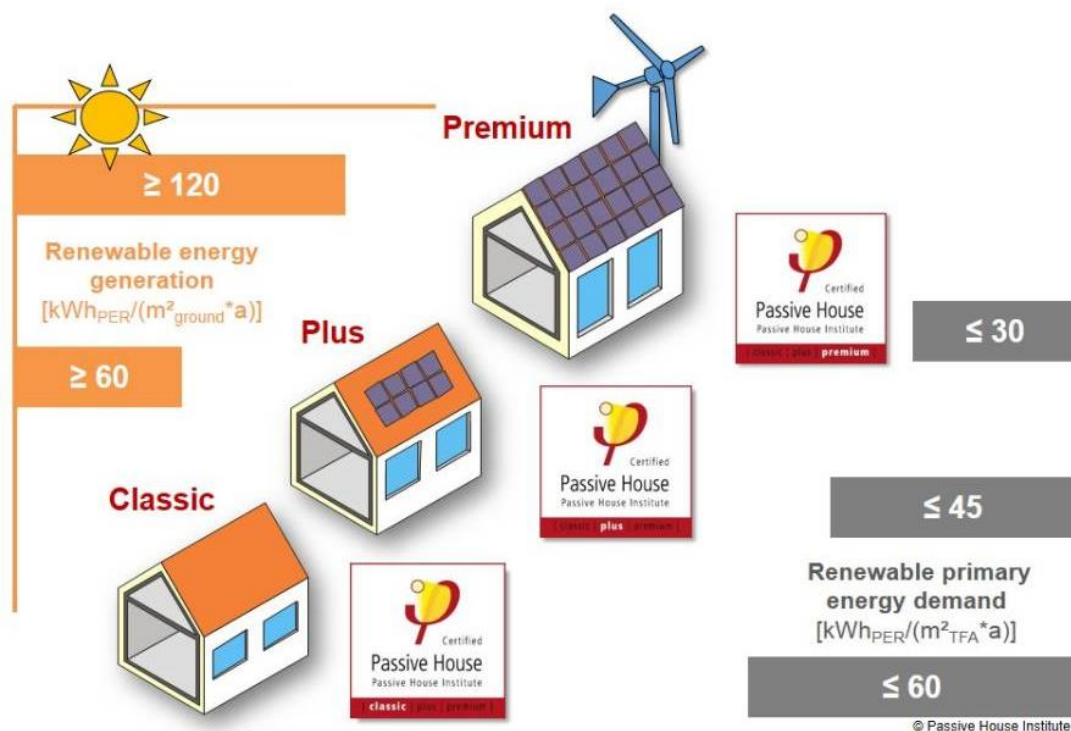 Premium
≥ 120
Renewable energy
generation
[kWhPER/(m²ground*a)]
≥ 60
Certified
Passive House
Passive House Institute
[ classic | plus | premium ]
≤ 30
Plus
Certified
Passive House
Passive House Institute
[ classic | plus | premium ]
≤ 45
Classic
Certified
Passive House
Passive House Institute
[ classic | plus | premium ]
Renewable primary
energy demand
[kWhPER/(m²TFA*a)]
≤ 60
© Passive House Institute